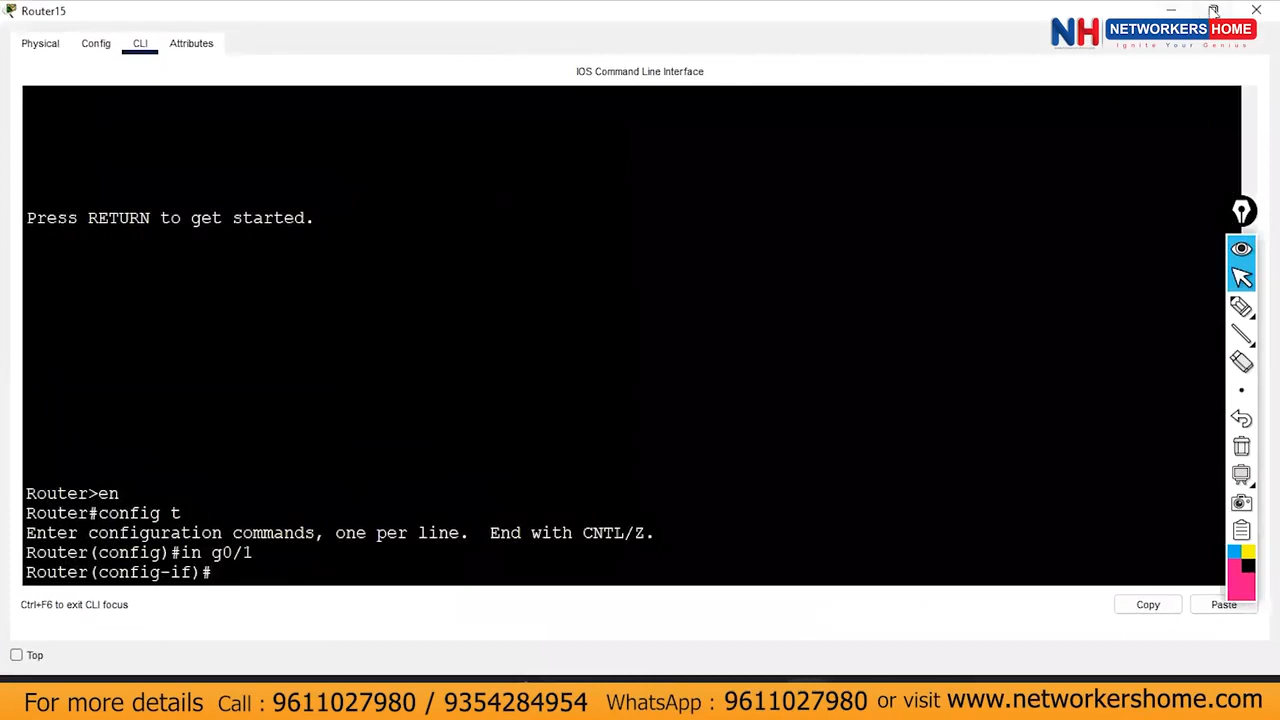 Router15
NH NETWORKERS HOME
Ignite Your Genius
Physical Config CLI Attributes
IOS Command Line Interface
Press RETURN to get started.
Router>en
Router#config t
Enter configuration commands, one per line.  End with CNTL/Z.
Router(config)#in g0/1
Router(config-if)#
Ctrl+F6 to exit CLI focus
Copy Paste
Top
For more details Call : 9611027980 / 9354284954 WhatsApp : 9611027980 or visit www.networkershome.com